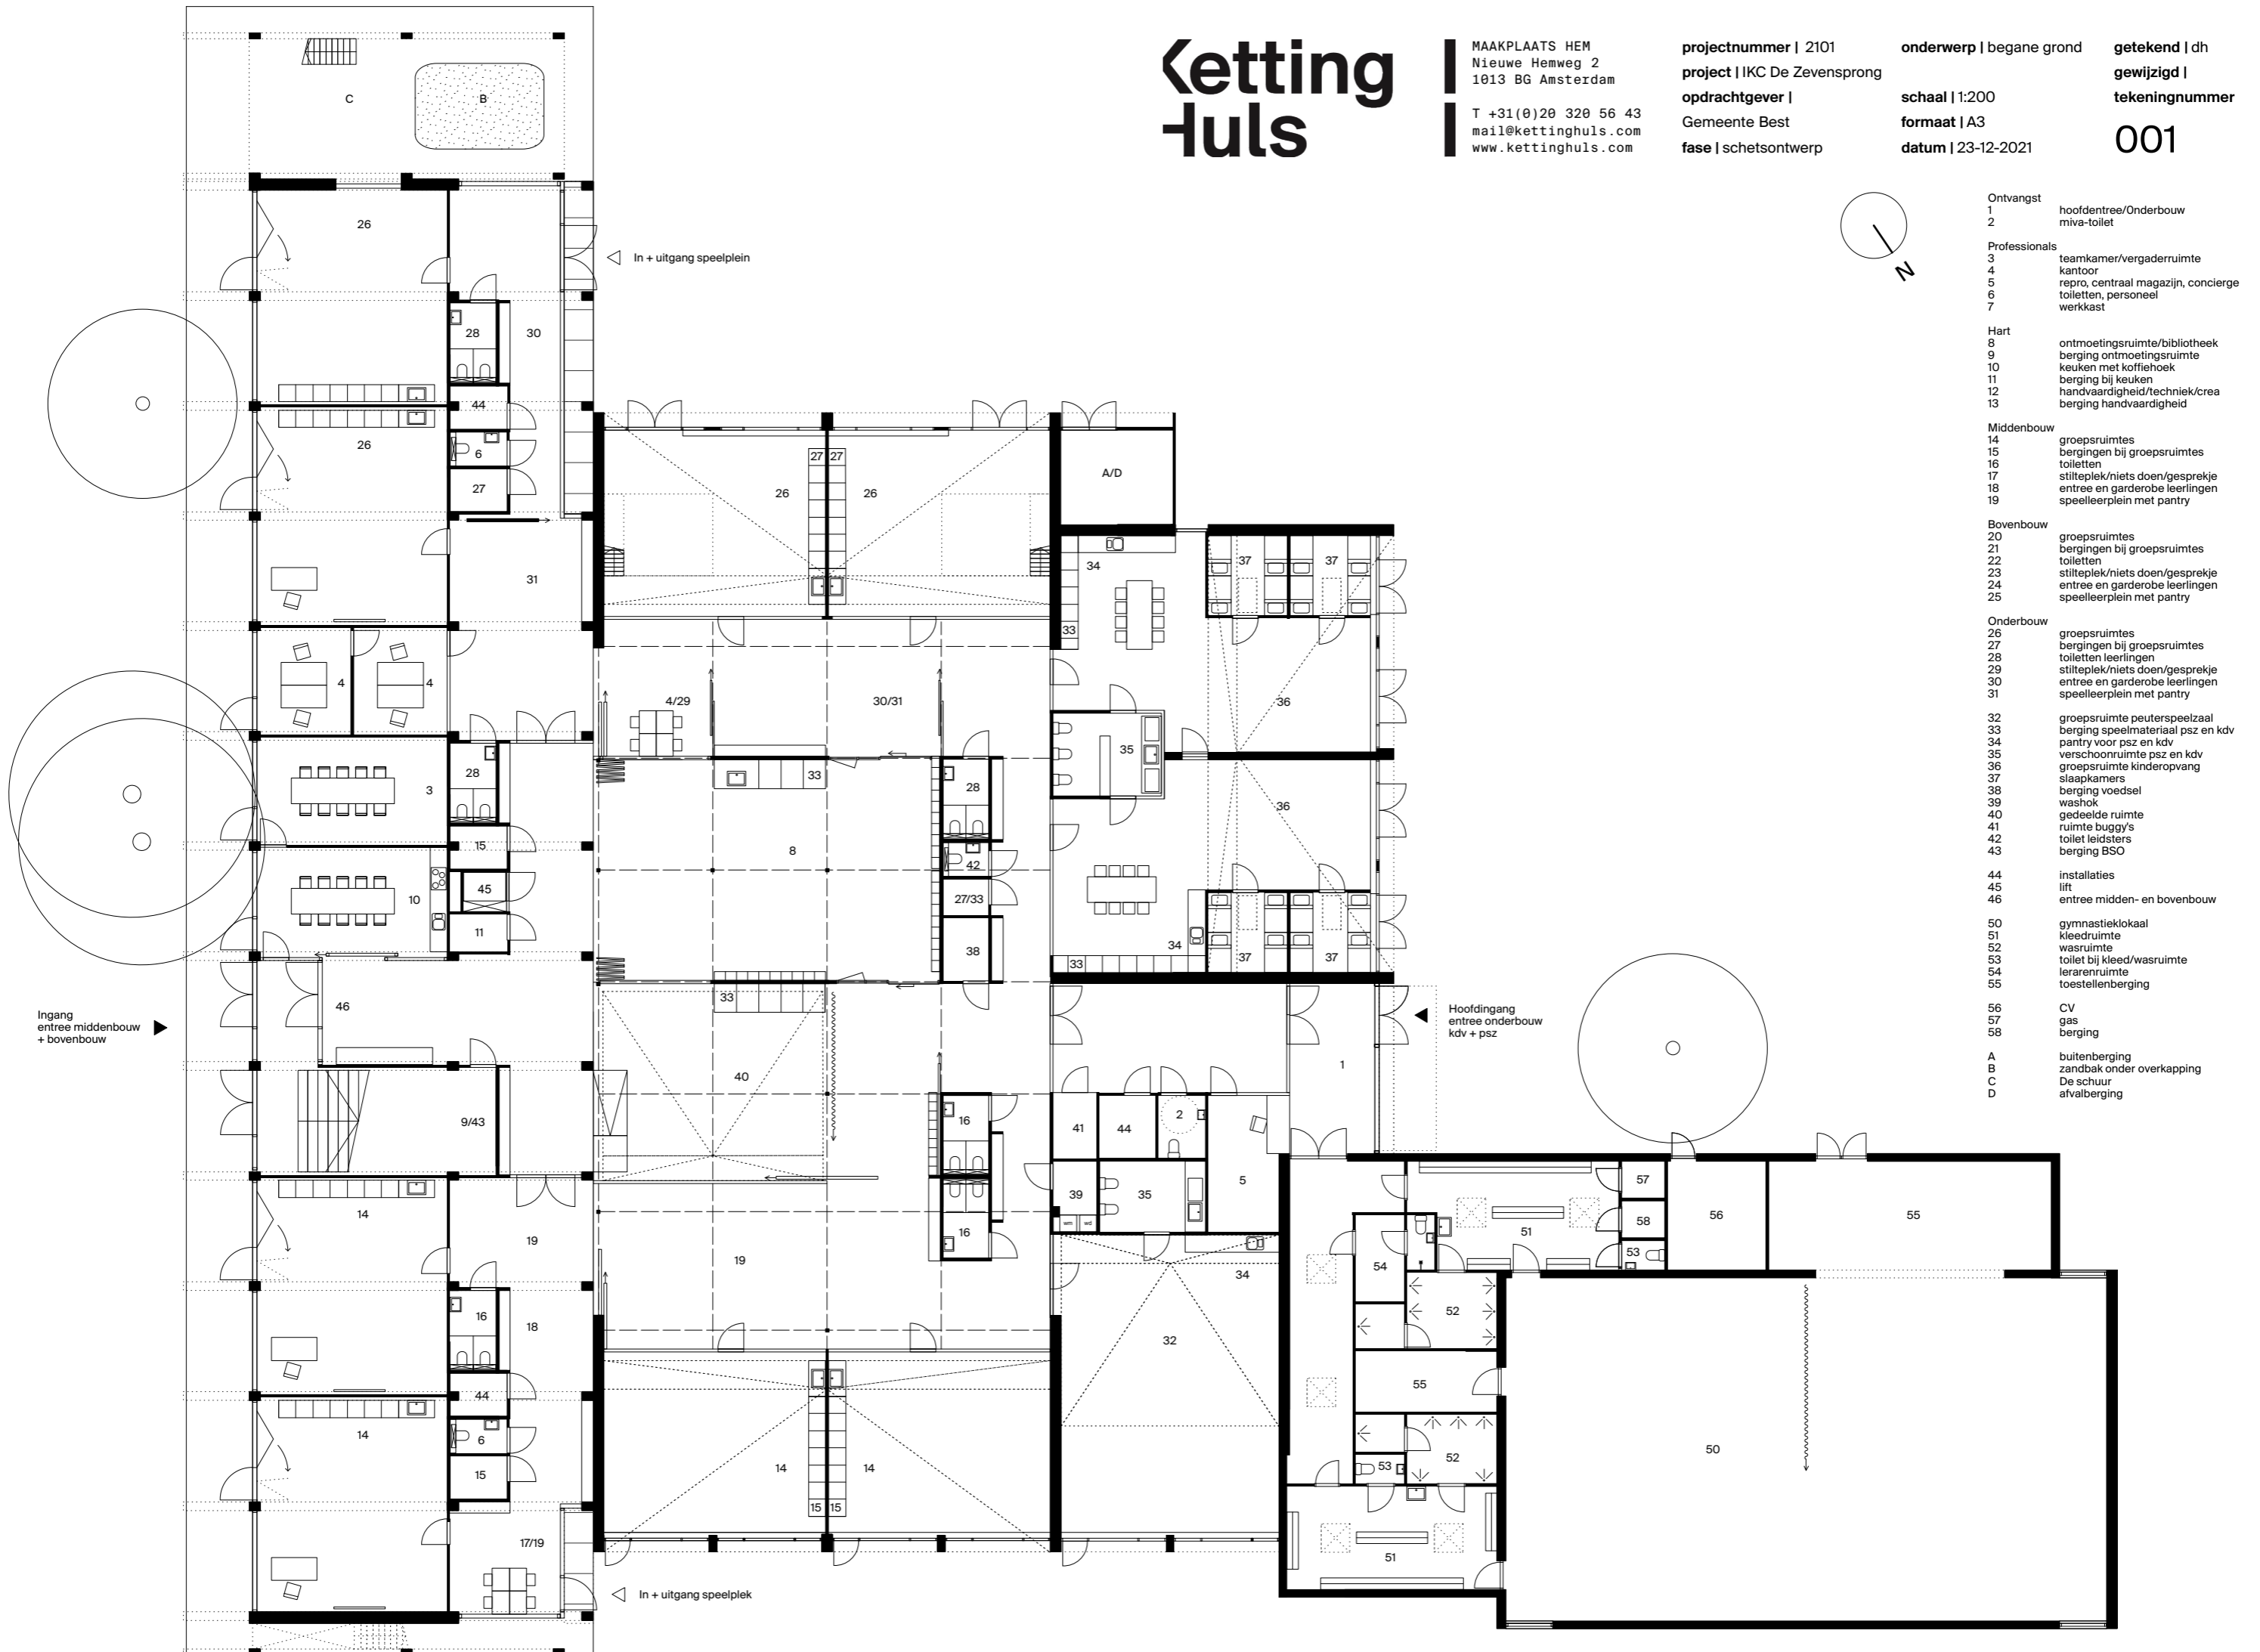 Ketting
Huls
MAAKPLAATS HEM
Nieuwe Hemweg 2
1013 BG Amsterdam
T +31(0)20 320 56 43
mail@kettinghuls.com
www.kettinghuls.com
projectnummer | 2101
project | IKC De Zevensprong
opdrachtgever |
Gemeente Best
fase | schetsontwerp
onderwerp | begane grond
schaal | 1:200
formaat | A3
datum | 23-12-2021
getekend | dh
gewijzigd |
tekeningnummer
001
N
Ontvangst
1 hoofdentree/Onderbouw
2 miva-toilet
Professionals
3 teamkamer/vergaderruimte
4 kantoor
5 repro, centraal magazijn, concierge
6 toiletten, personeel
7 werkkast
Hart
8 ontmoetingsruimte/bibliotheek
9 berging ontmoetingsruimte
10 keuken met koffiehoek
11 berging bij keuken
12 handvaardigheid/techniek/crea
13 berging handvaardigheid
Middenbouw
14 groepsruimtes
15 bergingen bij groepsruimtes
16 toiletten
17 stilteplek/niets doen/gesprekje
18 entree en garderobe leerlingen
19 speelleerplein met pantry
Bovenbouw
20 groepsruimtes
21 bergingen bij groepsruimtes
22 toiletten
23 stilteplek/niets doen/gesprekje
24 entree en garderobe leerlingen
25 speelleerplein met pantry
Onderbouw
26 groepsruimtes
27 bergingen bij groepsruimtes
28 toiletten leerlingen
29 stilteplek/niets doen/gesprekje
30 entree en garderobe leerlingen
31 speelleerplein met pantry
32 groepsruimte peuterspeelzaal
33 berging speelmateriaal psz en kdv
34 pantry voor psz en kdv
35 verschoonruimte psz en kdv
36 groepsruimte kinderopvang
37 slaapkamers
38 berging voedsel
39 washok
40 gedeelde ruimte
41 ruimte buggy's
42 toilet leidsters
43 berging BSO
44 installaties
45 lift
46 entree midden- en bovenbouw
50 gymnastieklokaal
51 kleedruimte
52 wasruimte
53 toilet bij kleed/wasruimte
54 lerarenruimte
55 toestellenberging
56 CV
57 gas
58 berging
A buitenberging
B zandbak onder overkapping
C De schuur
D afvalberging
C
B
26
In + uitgang speelplein
28
30
44
26
6
27
31
27 27
26
26
A/D
34
37
37
33
4
4
4/29
30/31
36
35
3
28
33
28
36
8
15
42
45
27/33
10
11
38
34
37
37
33
46
33
Ingang
entree middenbouw
+ bovenbouw
Hoofdingang
entree onderbouw
kdv + psz
1
40
9/43
16
41
44
2
39
35
5
wm
wd
14
19
16
19
34
57
58
53
56
55
51
54
52
16
18
32
44
55
14
6
15
14
14
15 15
53
52
50
17/19
51
In + uitgang speelplek